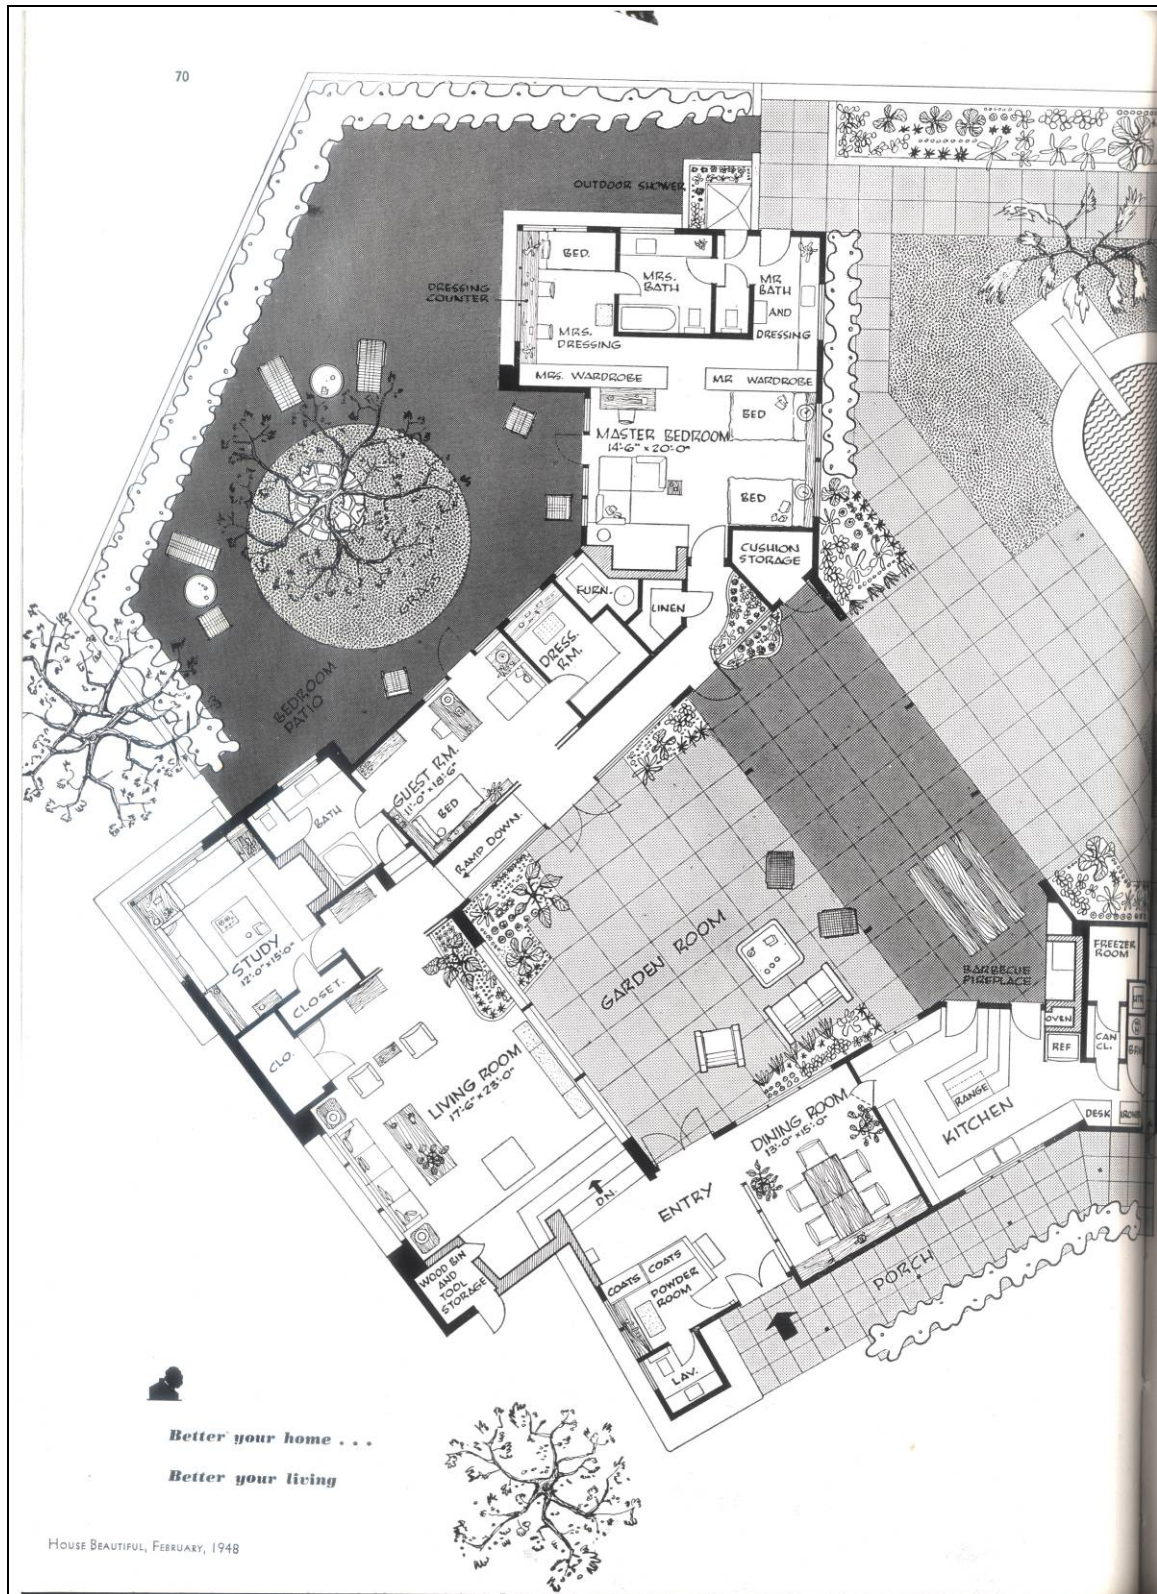 70
OUTDOOR SHOWER
BED.
MRS.
BATH
MR
BATH
AND
DRESSING
DRESSING
COUNTER
MRS.
DRESSING
MRS. WARDROBE
MR WARDROBE
BED
MASTER BEDROOM
14'-6" x 20'-0"
BED
CUSHION
STORAGE
FURN.
LINEN
GRASS
DRESS.
RM.
BEDROOM
PATIO
GUEST RM.
11'-0" x 18'-6"
BED
BATH
RAMP DOWN.
STUDY
12'-0" x 15'-0"
CLOSET.
CLO.
GARDEN ROOM
BARBECUE
FIREPLACE
FREEZER
ROOM
OVEN
REF
CAN
CL.
LIVING ROOM
17'-6" x 23'-0"
RANGE
KITCHEN
DESK
DINING ROOM
13'-0" x 15'-0"
DN.
ENTRY
PORCH
WOOD BIN
AND
TOOL
STORAGE
COATS
COATS
POWDER
ROOM
LAV.
Better your home . . .
Better your living
HOUSE BEAUTIFUL, FEBRUARY, 1948